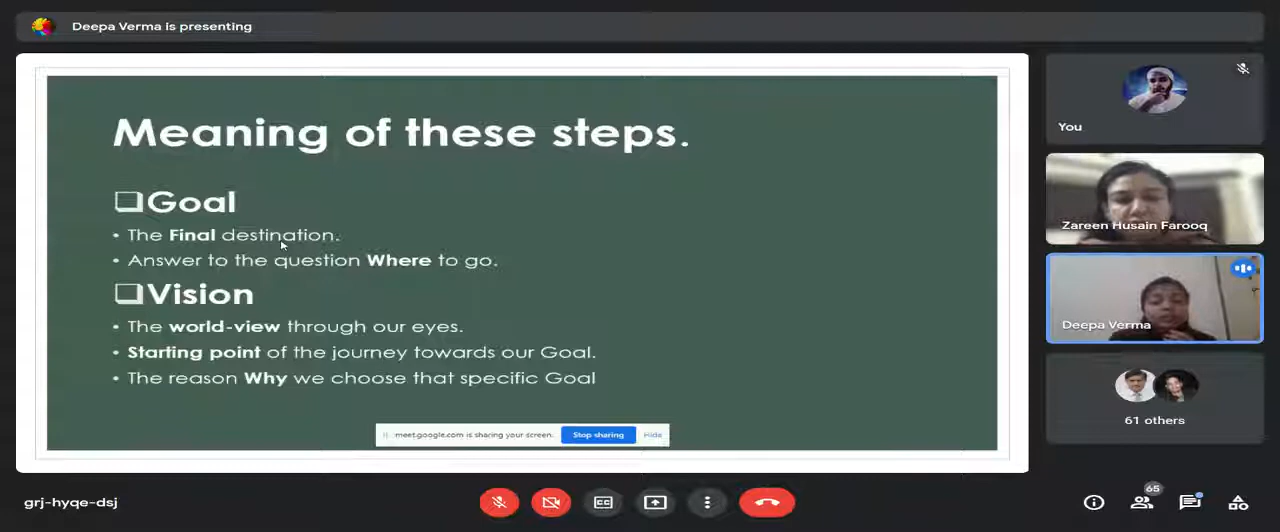 Deepa Verma is presenting
Meaning of these steps.
Goal
• The Final destination.
• Answer to the question Where to go.
Vision
• The world-view through our eyes.
• Starting point of the journey towards our Goal.
• The reason Why we choose that specific Goal
meet.google.com is sharing your screen. Stop sharing Hide
You
Zareen Husain Farooq
Deepa Verma
61 others
grj-hyqe-dsj
CC
65